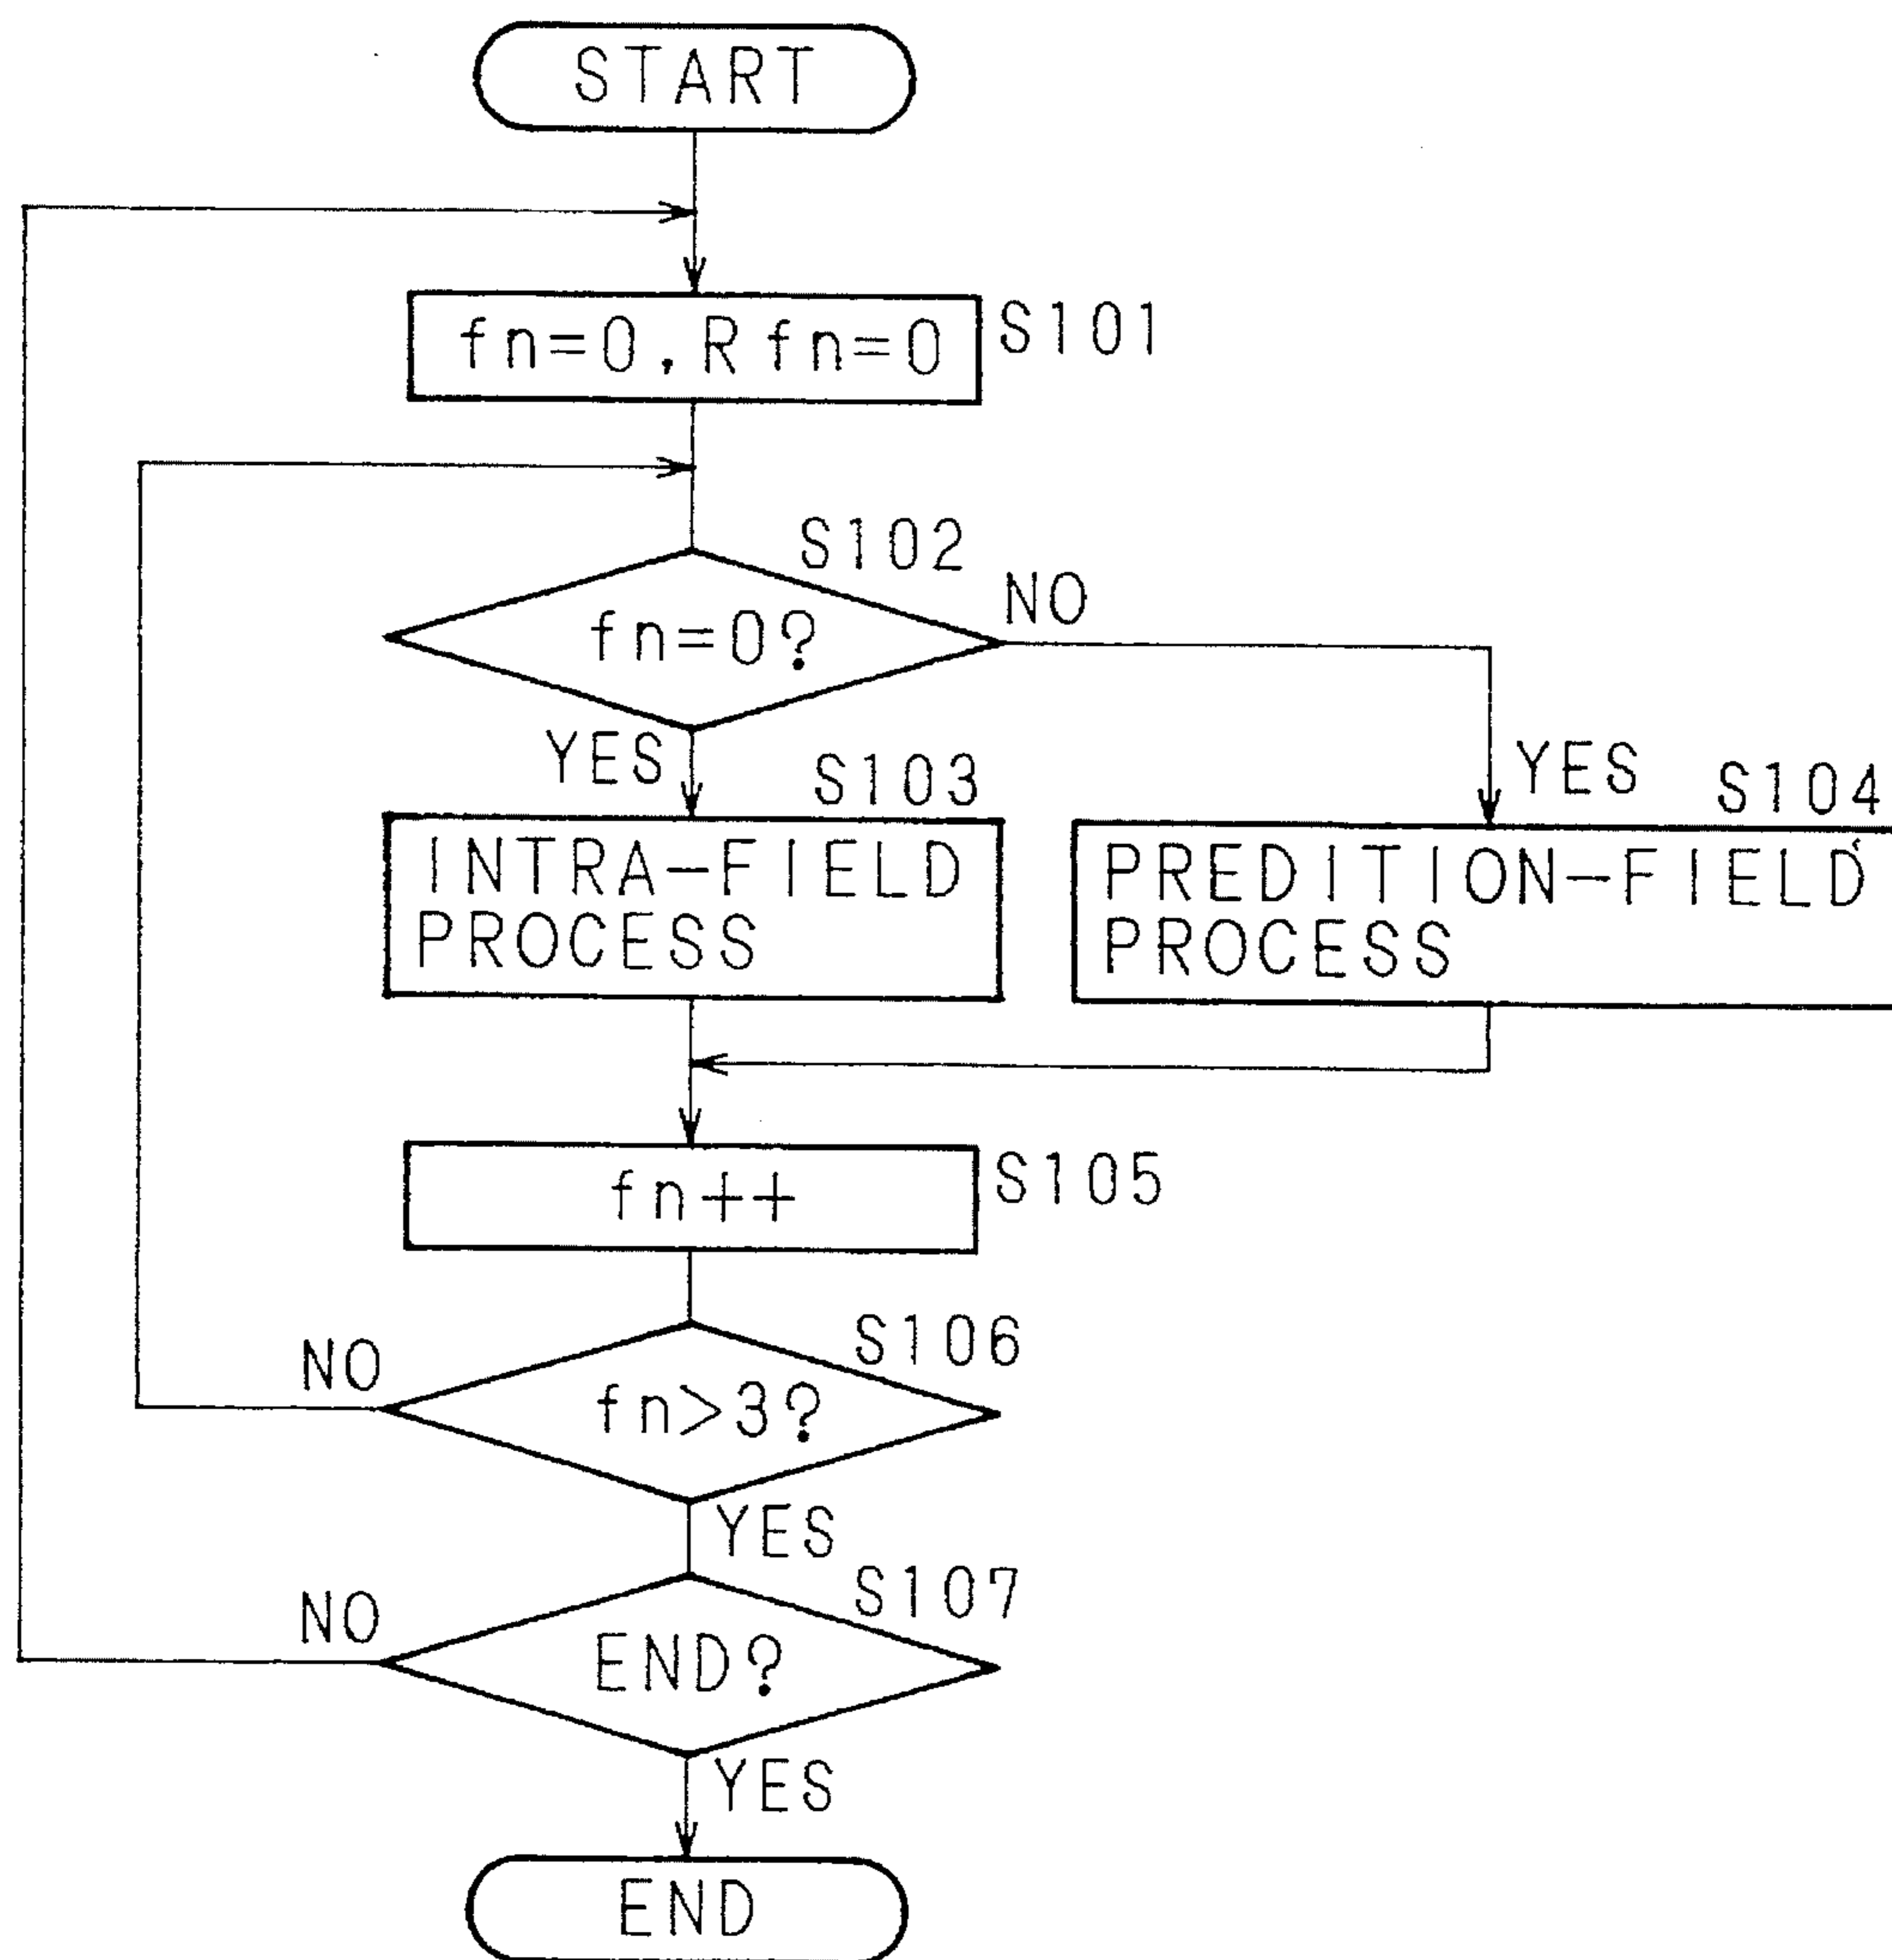 START
fn=0,Rfn=0
S101
S102
fn=0?
NO
YES
S103
INTRA-FIELD
PROCESS
YES
S104
PREDITION-FIELD
PROCESS
fn++
S105
S106
NO
fn>3?
YES
S107
NO
END?
YES
END